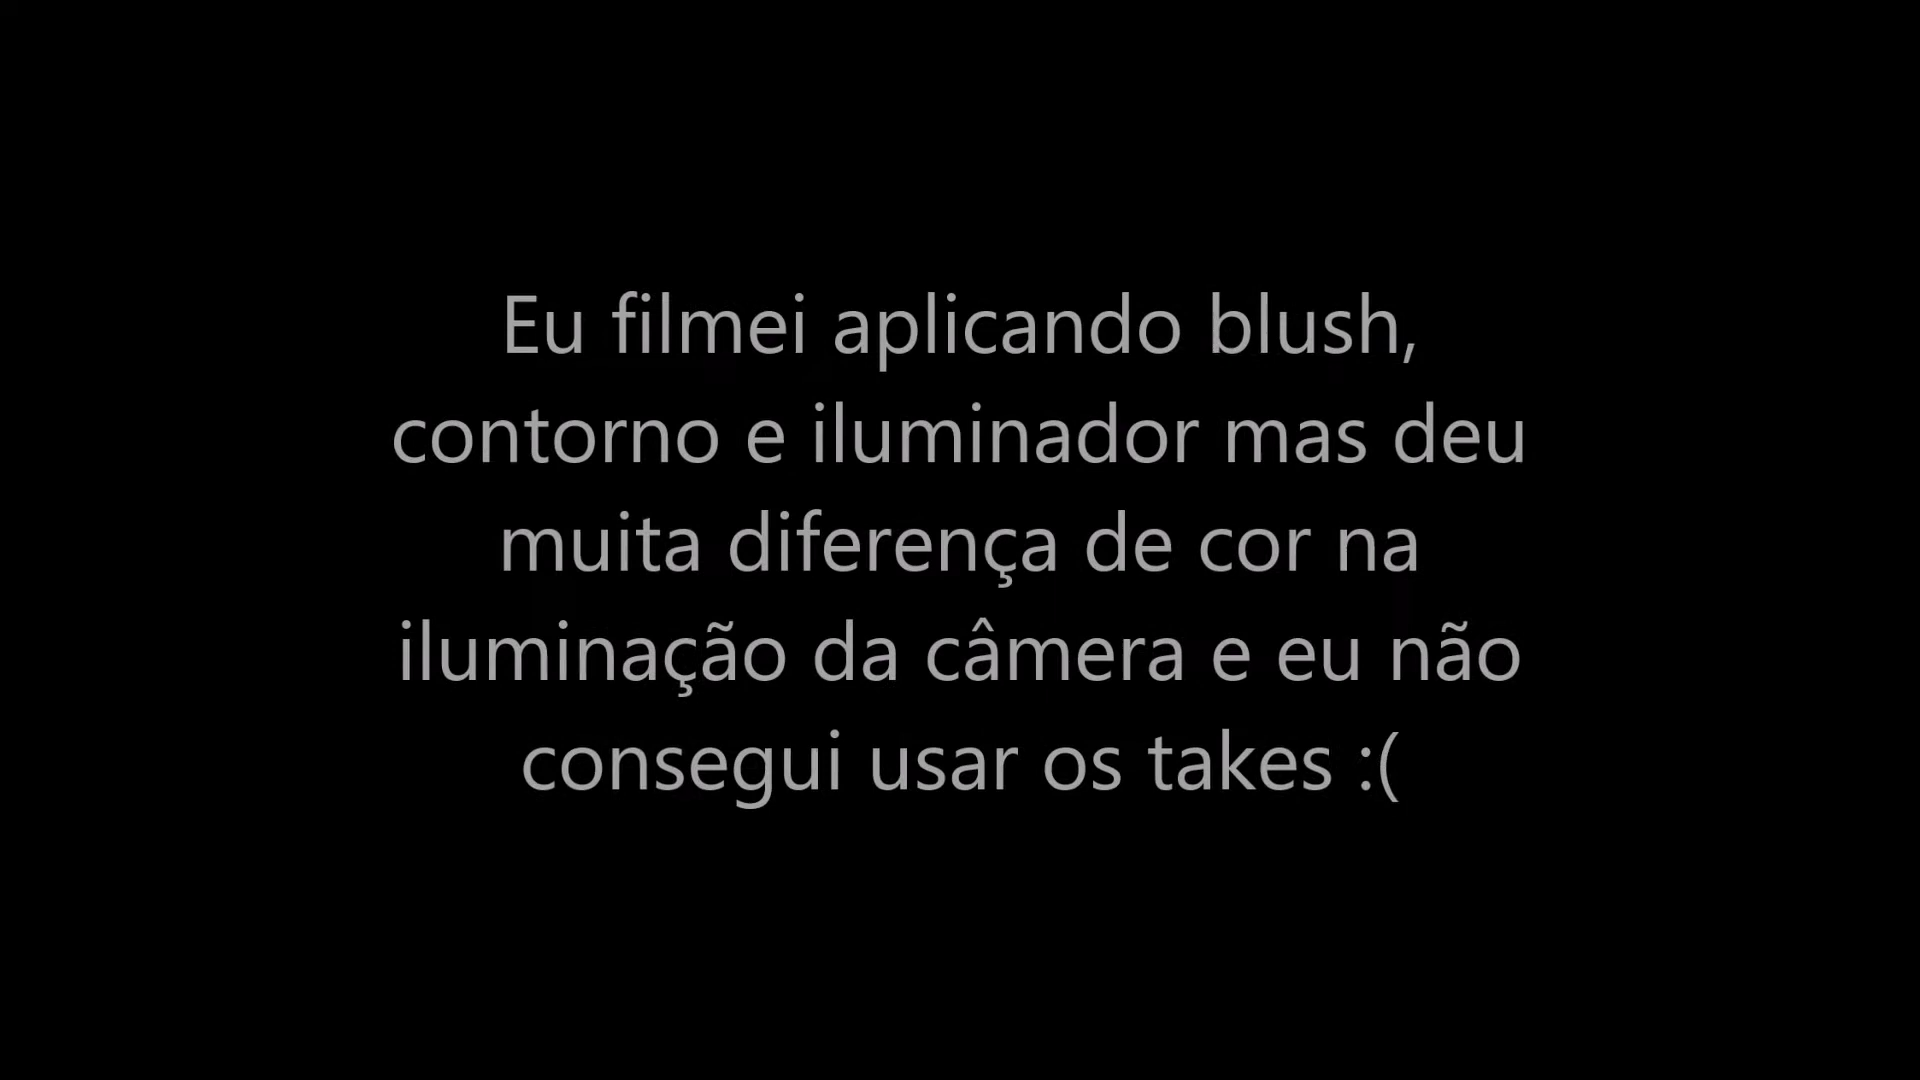 Eu filmei aplicando blush,
contorno e iluminador mas deu
muita diferença de cor na
iluminação da câmera e eu não
consegui usar os takes :(